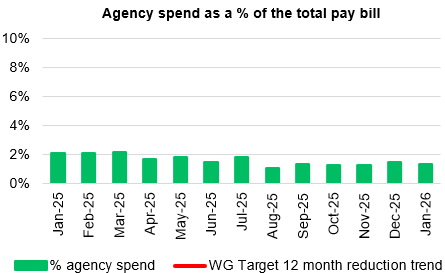 Agency spend as a % of the total pay bill
10%
8%
6%
4%
2%
0%
Jan-25
Feb-25
Mar-25
Apr-25
May-25
Jun-25
Jul-25
Aug-25
Sep-25
Oct-25
Nov-25
Dec-25
Jan-26
% agency spend
WG Target 12 month reduction trend